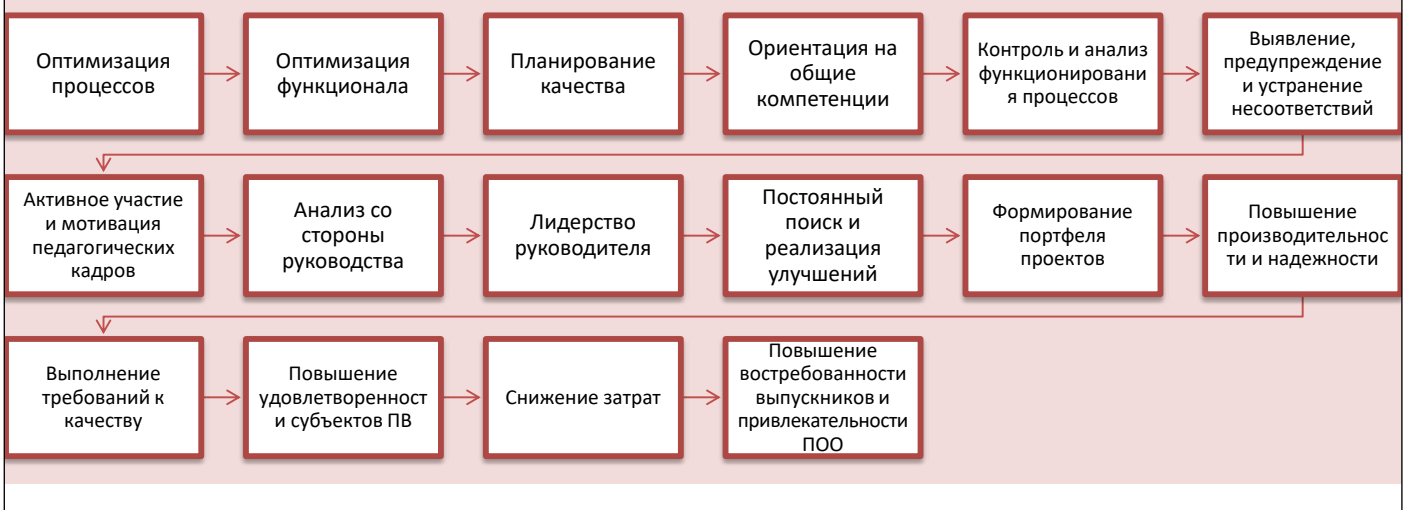 Оптимизация
процессов
Оптимизация
функционала
Планирование
качества
Ориентация на
общие
компетенции
Контроль и анализ
функционировани
я процессов
Выявление,
предупреждение
и устранение
несоответствий
Активное участие
и мотивация
педагогических
кадров
Анализ со
стороны
руководства
Лидерство
руководителя
Постоянный
поиск и
реализация
улучшений
Формирование
портфеля
проектов
Повышение
производительнос
ти и надежности
Выполнение
требований к
качеству
Повышение
удовлетворенност
и субъектов ПВ
Снижение затрат
Повышение
востребованности
выпускников и
привлекательности
ПОО